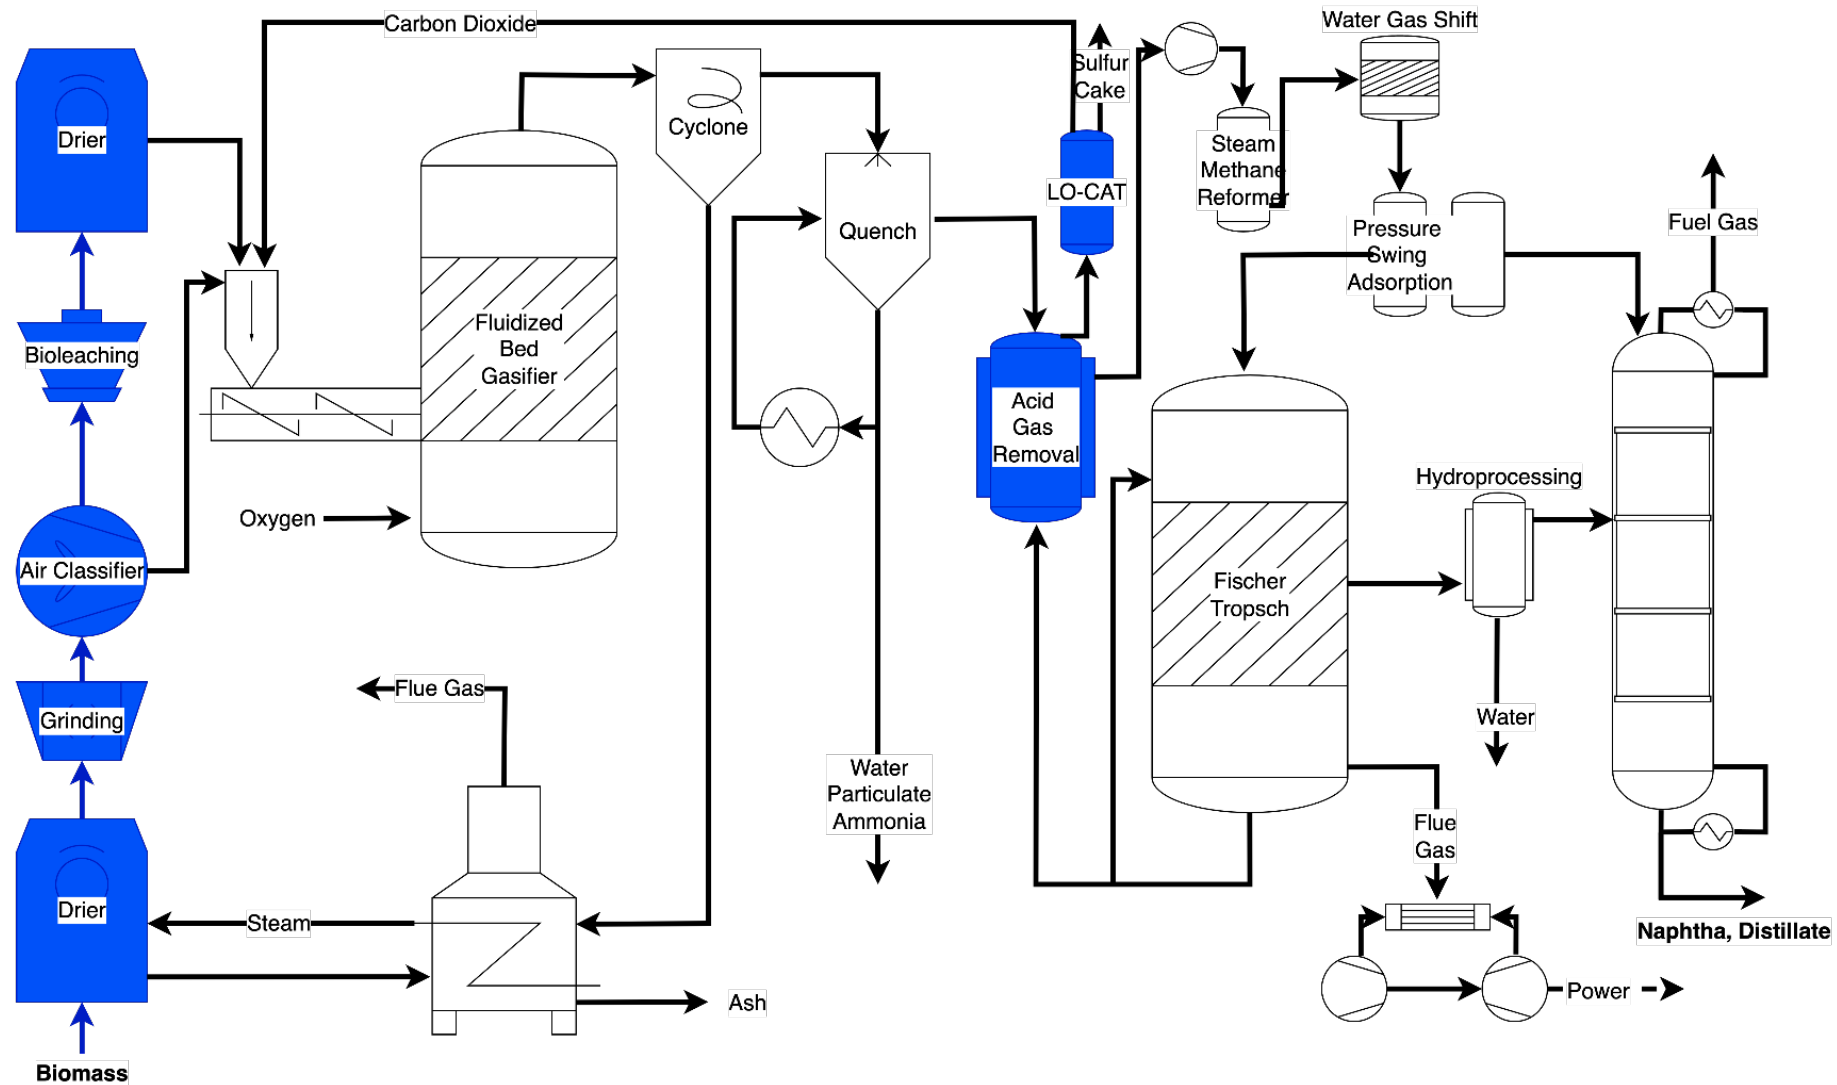 Carbon Dioxide
Water Gas Shift
Sulfur
Cake
Drier
Cyclone
Steam
Methane
Reformer
LO-CAT
Quench
Pressure
Swing
Adsorption
Fuel Gas
Bioleaching
Fluidized
Bed
Gasifier
Acid
Gas
Removal
Hydroprocessing
Oxygen
Air Classifier
Fischer
Tropsch
Flue Gas
Grinding
Water
Water
Particulate
Ammonia
Flue
Gas
Drier
Steam
Naphtha, Distillate
Ash
Power
Biomass